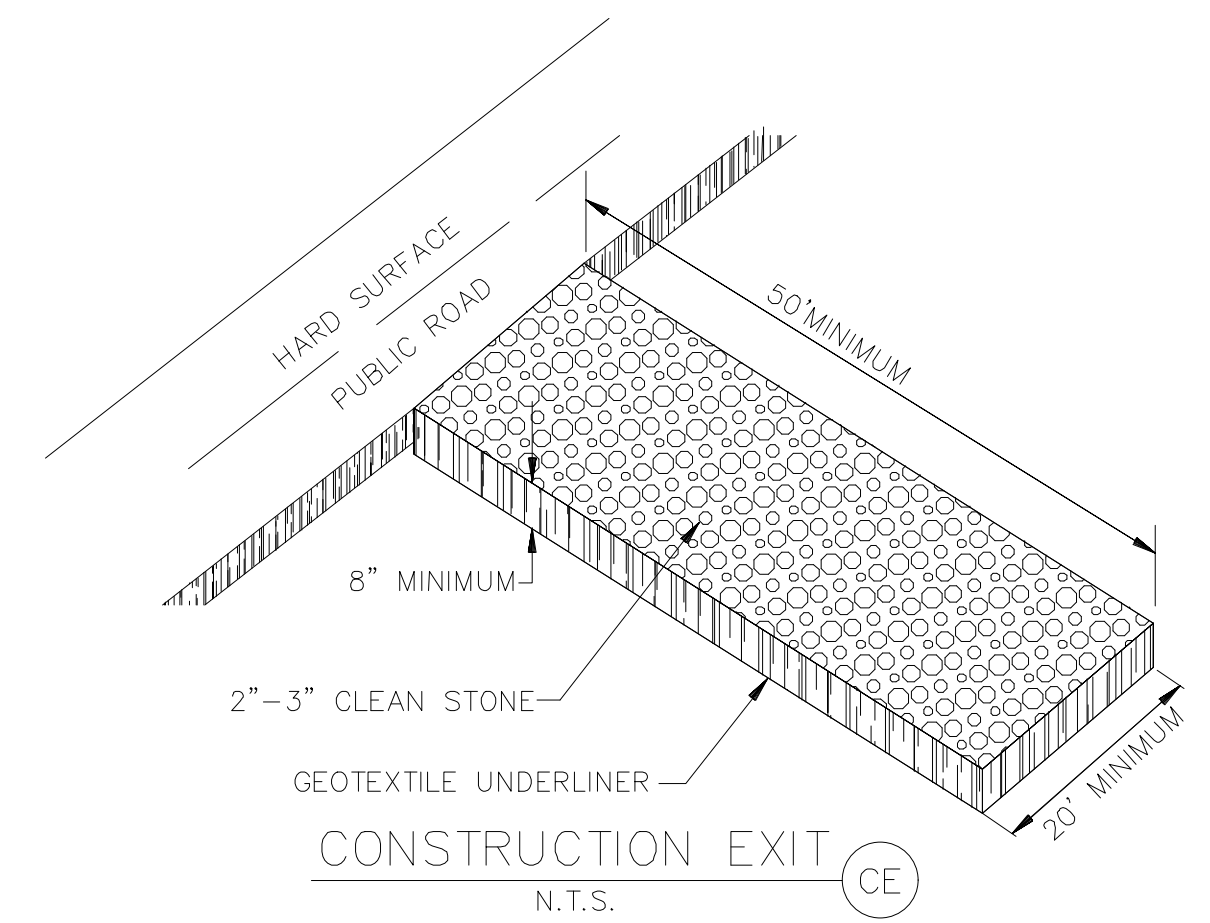 HARD SURFACE
PUBLIC ROAD
50'MINIMUM
8" MINIMUM
2"-3" CLEAN STONE
GEOTEXTILE UNDERLINER
20' MINIMUM
CONSTRUCTION EXIT
CE
N.T.S.